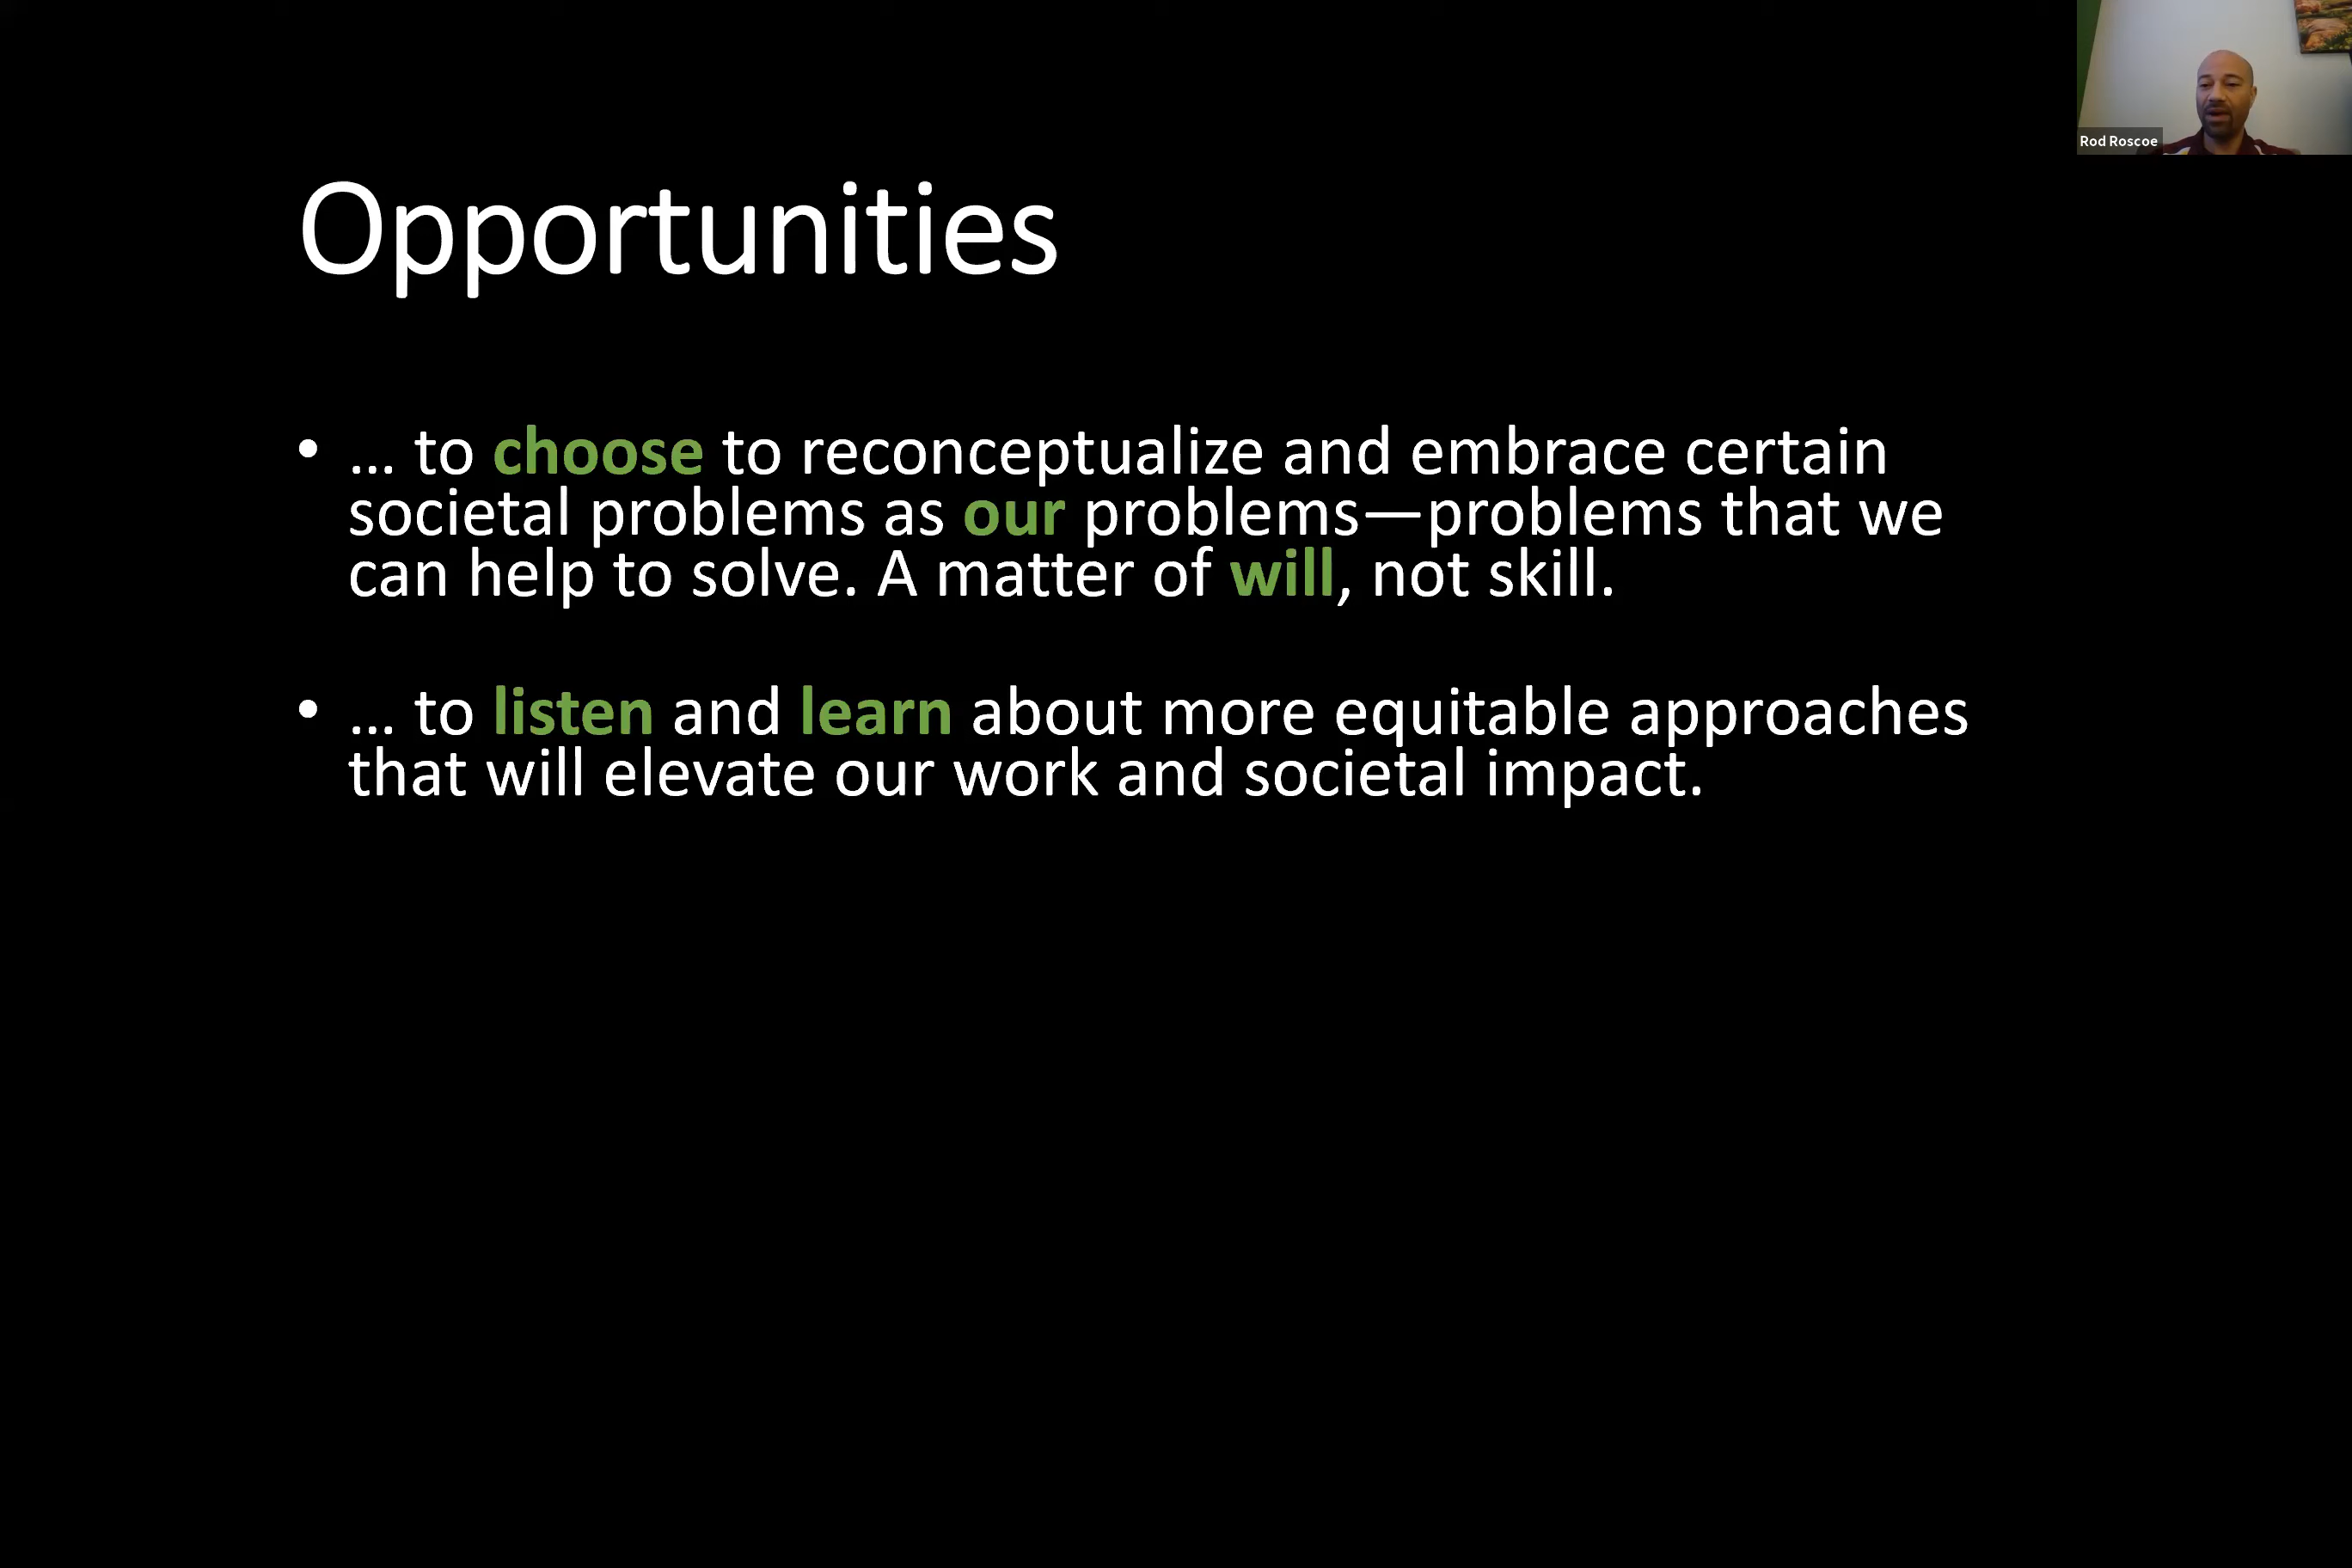 Rod Roscoe
Opportunities
• ... to choose to reconceptualize and embrace certain
societal problems as our problems—problems that we
can help to solve. A matter of will, not skill.
• ... to listen and learn about more equitable approaches
that will elevate our work and societal impact.